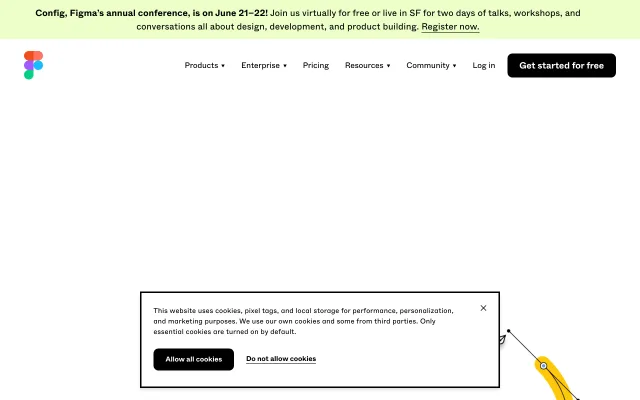 Config, Figma's annual conference, is on June 21–22! Join us virtually for free or live in SF for two days of talks, workshops, and
conversations all about design, development, and product building. Register now.
Products ▾ Enterprise ▾ Pricing Resources ▾ Community ▾ Log in Get started for free
This website uses cookies, pixel tags, and local storage for performance, personalization,
and marketing purposes. We use our own cookies and some from third parties. Only
essential cookies are turned on by default.
Allow all cookies Do not allow cookies